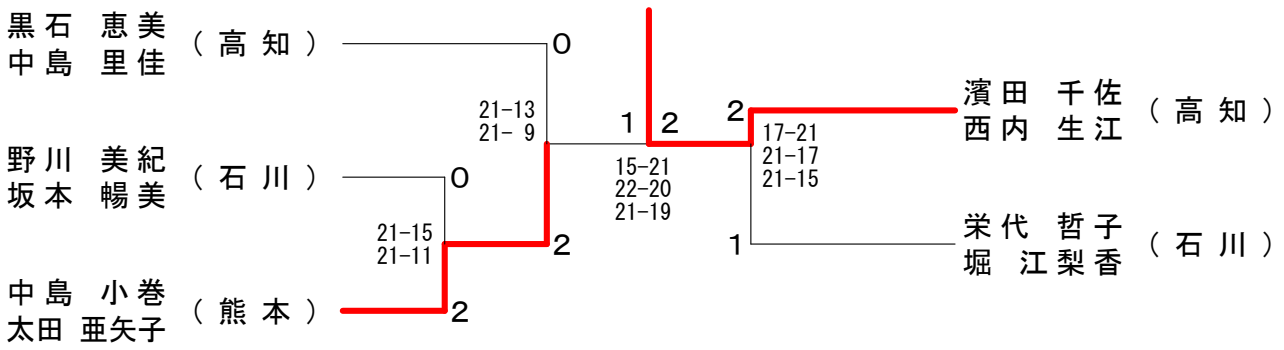 黒石 恵美
中島 里佳
(高知)
0
21-13
21- 9
野川 美紀
坂本 暢美
(石川)
0
21-15
21-11
2
中島 小巻
太田 亜矢子
(熊本)
2
1
2
15-21
22-20
21-19
2
17-21
21-17
21-15
濱田 千佐
西内 生江
(高知)
1
栄代 哲子
堀 江梨香
(石川)